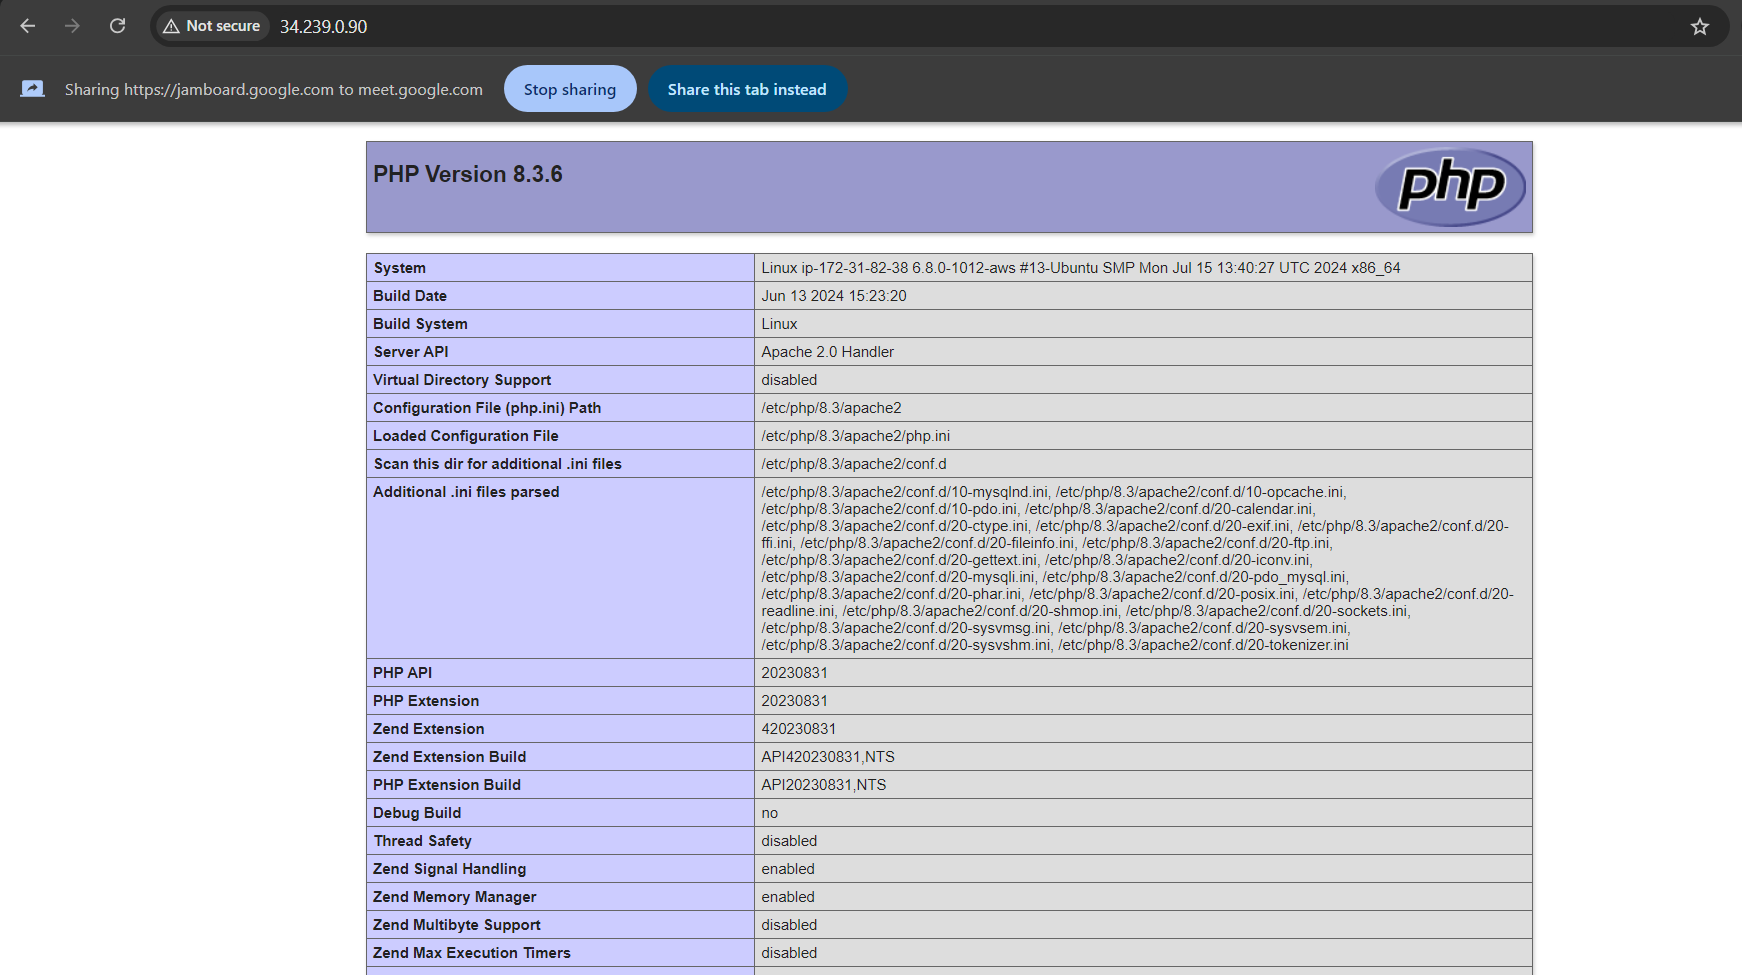 Not secure 34.239.0.90
Sharing https://jamboard.google.com to meet.google.com Stop sharing Share this tab instead
PHP Version 8.3.6
php
System Linux ip-172-31-82-38 6.8.0-1012-aws #13-Ubuntu SMP Mon Jul 15 13:40:27 UTC 2024 x86_64
Build Date Jun 13 2024 15:23:20
Build System Linux
Server API Apache 2.0 Handler
Virtual Directory Support disabled
Configuration File (php.ini) Path /etc/php/8.3/apache2
Loaded Configuration File /etc/php/8.3/apache2/php.ini
Scan this dir for additional .ini files /etc/php/8.3/apache2/conf.d
Additional .ini files parsed /etc/php/8.3/apache2/conf.d/10-mysqlnd.ini, /etc/php/8.3/apache2/conf.d/10-opcache.ini,
/etc/php/8.3/apache2/conf.d/10-pdo.ini, /etc/php/8.3/apache2/conf.d/20-calendar.ini,
/etc/php/8.3/apache2/conf.d/20-ctype.ini, /etc/php/8.3/apache2/conf.d/20-exif.ini, /etc/php/8.3/apache2/conf.d/20-
ffi.ini, /etc/php/8.3/apache2/conf.d/20-fileinfo.ini, /etc/php/8.3/apache2/conf.d/20-ftp.ini,
/etc/php/8.3/apache2/conf.d/20-gettext.ini, /etc/php/8.3/apache2/conf.d/20-iconv.ini,
/etc/php/8.3/apache2/conf.d/20-mysqli.ini, /etc/php/8.3/apache2/conf.d/20-pdo_mysql.ini,
/etc/php/8.3/apache2/conf.d/20-phar.ini, /etc/php/8.3/apache2/conf.d/20-posix.ini, /etc/php/8.3/apache2/conf.d/20-
readline.ini, /etc/php/8.3/apache2/conf.d/20-shmop.ini, /etc/php/8.3/apache2/conf.d/20-sockets.ini,
/etc/php/8.3/apache2/conf.d/20-sysvmsg.ini, /etc/php/8.3/apache2/conf.d/20-sysvsem.ini,
/etc/php/8.3/apache2/conf.d/20-sysvshm.ini, /etc/php/8.3/apache2/conf.d/20-tokenizer.ini
PHP API 20230831
PHP Extension 20230831
Zend Extension 420230831
Zend Extension Build API420230831,NTS
PHP Extension Build API20230831,NTS
Debug Build no
Thread Safety disabled
Zend Signal Handling enabled
Zend Memory Manager enabled
Zend Multibyte Support disabled
Zend Max Execution Timers disabled